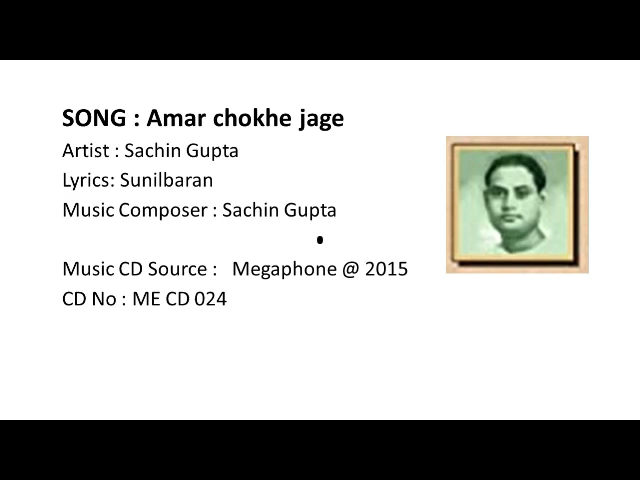 SONG : Amar chokhe jage
Artist : Sachin Gupta
Lyrics: Sunilbaran
Music Composer : Sachin Gupta
•
Music CD Source :   Megaphone @ 2015
CD No : ME CD 024